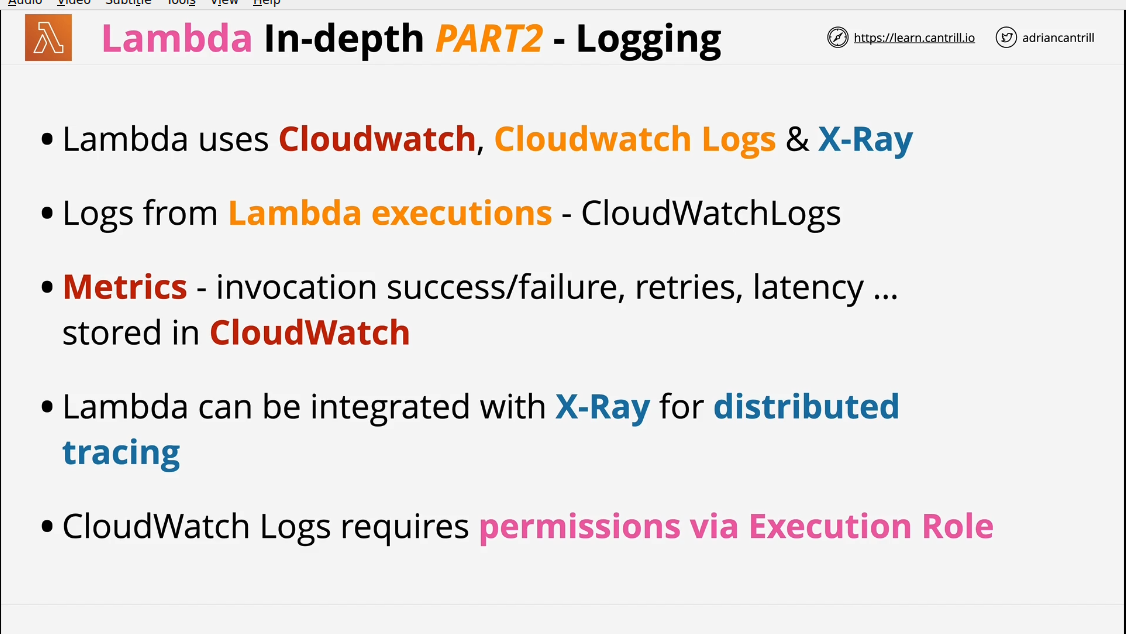 Audio Video Subtitle Tools View Help
Lambda In-depth PART2 - Logging
https://learn.cantrill.io
adriancantrill
• Lambda uses Cloudwatch, Cloudwatch Logs & X-Ray
• Logs from Lambda executions - CloudWatchLogs
• Metrics - invocation success/failure, retries, latency ...
stored in CloudWatch
• Lambda can be integrated with X-Ray for distributed
tracing
• CloudWatch Logs requires permissions via Execution Role